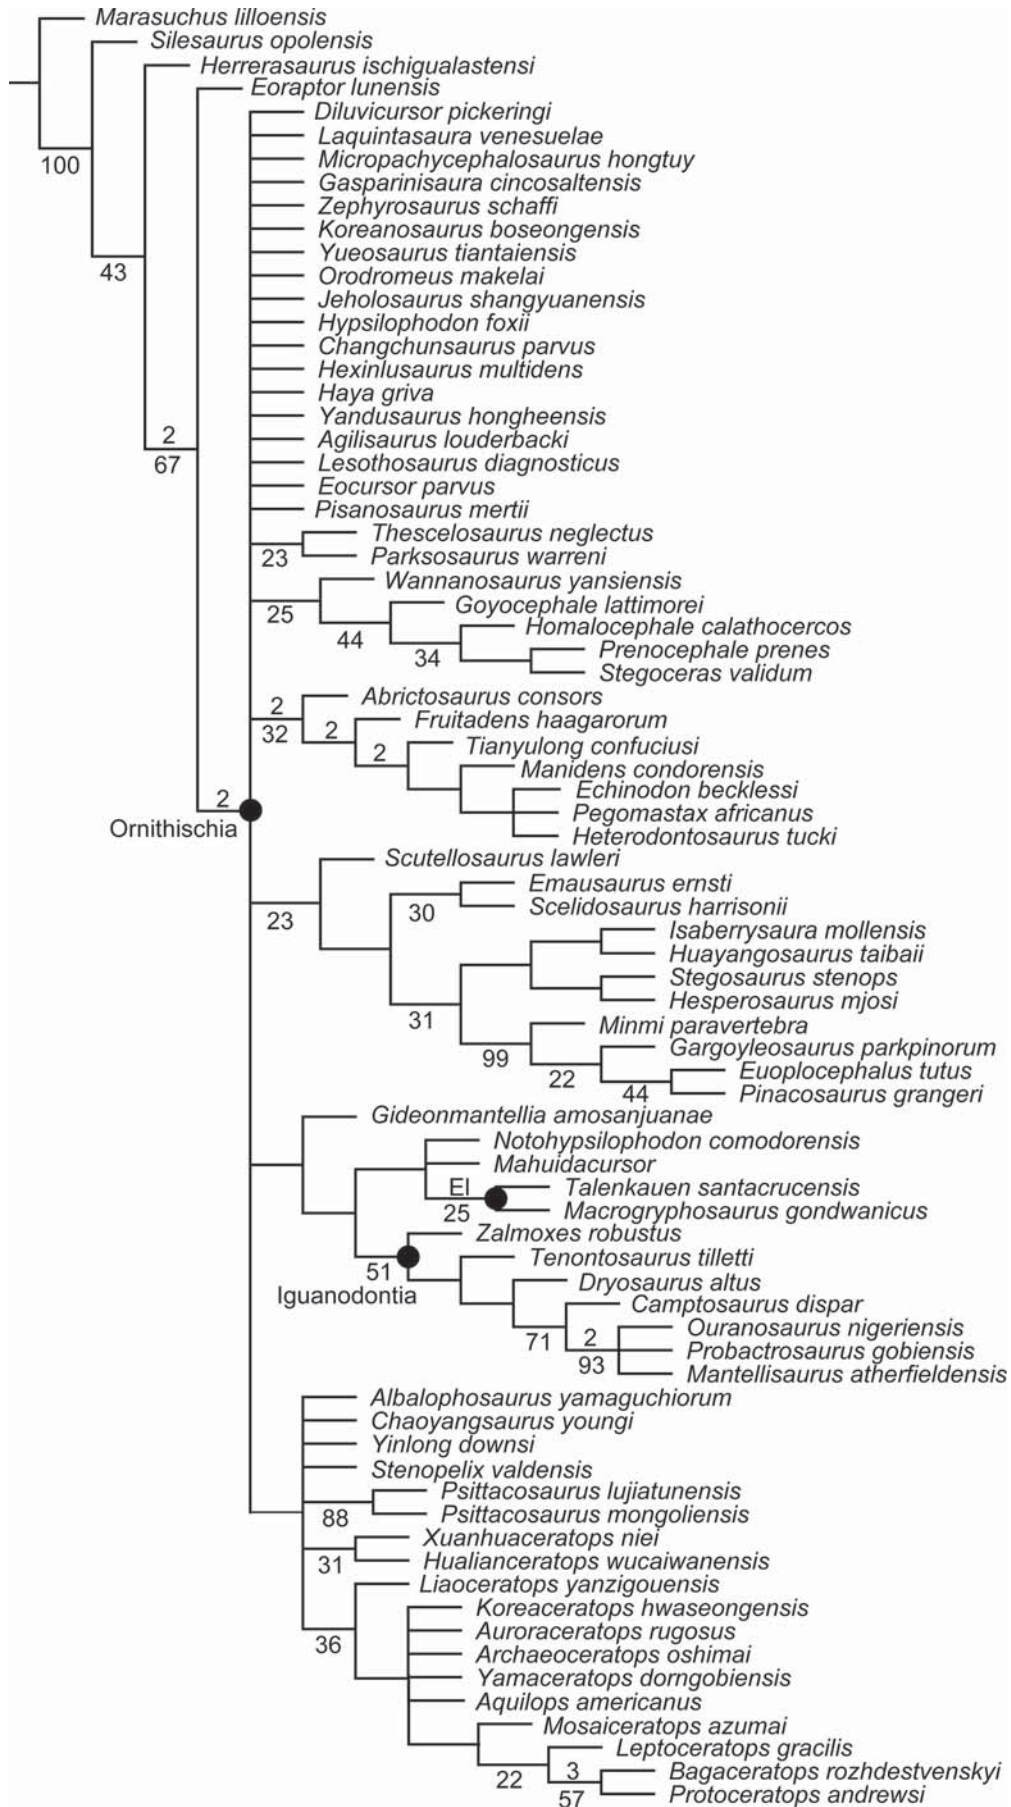 Marasuchus lilloensis
Silesaurus opolensis
Herrerasaurus ischigualastensi
Eoraptor lunensis
Diluvicursor pickeringi
Laquintasaura venesuelae
100
Micropachycephalosaurus hongtuy
Gasparinisaura cincosaltensis
Zephyrosaurus schaffi
Koreanosaurus boseongensis
Yueosaurus tiantaiensis
43
Orodromeus makelai
Jeholosaurus shangyuanensis
Hypsilophodon foxii
Changchunsaurus parvus
Hexinlusaurus multidens
Haya griva
Yandusaurus hongheensis
2
Agilisaurus louderbacki
67
Lesothosaurus diagnosticus
Eocursor parvus
Pisanosaurus mertii
Thescelosaurus neglectus
23
Parksosaurus warreni
Wannanosaurus yansiensis
25
Goyocephale lattimorei
44
Homalocephale calathocercos
34
Prenocephale prenes
Stegoceras validum
2
Abrictosaurus consors
32
2
Fruitadens haagarorum
2
Tianyulong confuciusi
Manidens condorensis
Echinodon becklessi
2
Pegomastax africanus
Ornithischia
Heterodontosaurus tucki
Scutellosaurus lawleri
23
30
Emausaurus ernsti
Scelidosaurus harrisonii
Isaberrysaura mollensis
Huayangosaurus taibaii
Stegosaurus stenops
Hesperosaurus mjosi
31
Minmi paravertebra
99
Gargoyleosaurus parkpinorum
22
Euoplocephalus tutus
44
Pinacosaurus grangeri
Gideonmantellia amosanjuanae
Notohypsilophodon comodorensis
Mahuidacursor
El
Talenkauen santacrucensis
25
Macrogryphosaurus gondwanicus
Zalmoxes robustus
51
Tenontosaurus tilletti
Iguanodontia
Dryosaurus altus
Camptosaurus dispar
71
2
Ouranosaurus nigeriensis
93
Probactrosaurus gobiensis
Mantellisaurus atherfieldensis
Albalophosaurus yamaguchiorum
Chaoyangsaurus youngi
Yinlong downsi
Stenopelix valdensis
Psittacosaurus lujiatunensis
88
Psittacosaurus mongoliensis
Xuanhuaceratops niei
31
Hualianceratops wucaiwanensis
Liaoceratops yanzigouensis
Koreaceratops hwaseongensis
36
Auroraceratops rugosus
Archaeoceratops oshimai
Yamaceratops dorngobiensis
Aquilops americanus
Mosaiceratops azumai
Leptoceratops gracilis
22
3
Bagaceratops rozhdestvenskyi
57
Protoceratops andrewsi